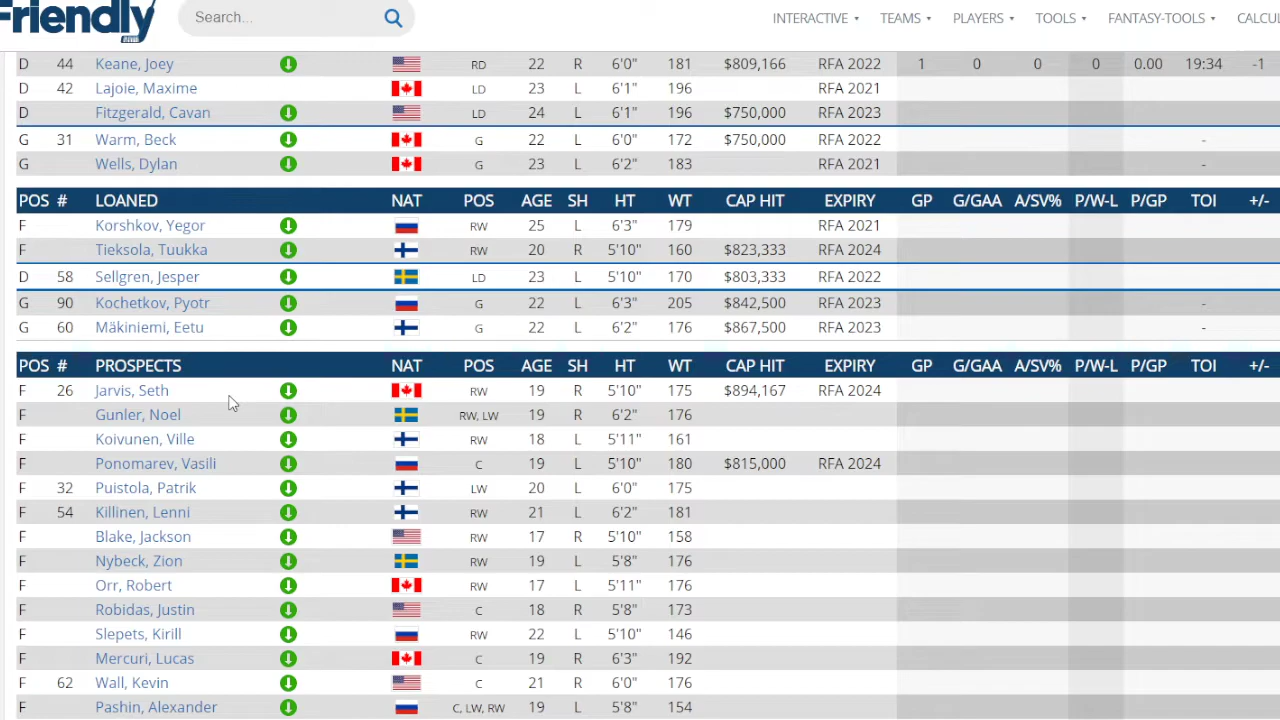 Friendly Search... INTERACTIVE TEAMS PLAYERS TOOLS FANTASY-TOOLS
D 44 Keane, Joey RD 22 6'0" 181 $809,166 RFA 2022 1 0 0 0 0.00 19:34
D 42 Lajoie, Maxime LD 23 L 6'1" 196 RFA 2021
D Fitzgerald, Cavan LD 24 L 6'1" 196 $750,000 RFA 2023
G 31 Warm, Beck G 22 L 6'0" 172 $750,000 RFA 2022 -
G Wells, Dylan G 23 L 6'2" 183 RFA 2021 -
POS # LOANED NAT POS AGE SH HT WT CAP HIT EXPIRY GP G/GAA A/SV% P/W-L P/GP TOI +/-
F Korshkov, Yegor RW 25 L 6'3" 179 RFA 2021
F Tieksola, Tuukka RW 20 R 5'10" 160 $823,333 RFA 2024
D 58 Sellgren, Jesper LD 23 L 5'10" 170 $803,333 RFA 2022
G 90 Kochetkov, Pyotr G 22 L 6'3" 205 $842,500 RFA 2023 -
G 60 Mäkiniemi, Eetu G 22 L 6'2" 176 $867,500 RFA 2023 -
POS # PROSPECTS NAT POS AGE SH HT WT CAP HIT EXPIRY GP G/GAA A/SV% P/W-L P/GP TOI +/-
F 26 Jarvis, Seth RW 19 R 5'10" 175 $894,167 RFA 2024
F Gunler, Noel RW, LW 19 R 6'2" 176
F Koivunen, Ville RW 18 L 5'11" 161
F Ponomarev, Vasili C 19 L 5'10" 180 $815,000 RFA 2024
F 32 Puistola, Patrik LW 20 L 6'0" 175
F 54 Killinen, Lenni RW 21 L 6'2" 181
F Blake, Jackson RW 17 R 5'10" 158
F Nybeck, Zion RW 19 L 5'8" 176
F Orr, Robert RW 17 L 5'11" 176
F Robidas, Justin C 18 R 5'8" 174
F Slepets, Kirill RW 22 L 5'10" 165
F Mercuri, Lucas C 19 R 6'3" 192
F 62 Wall, Kevin RW 21 R 6'0"
F Pashin, Alexander C, LW, RW 19 L 5'8" 154